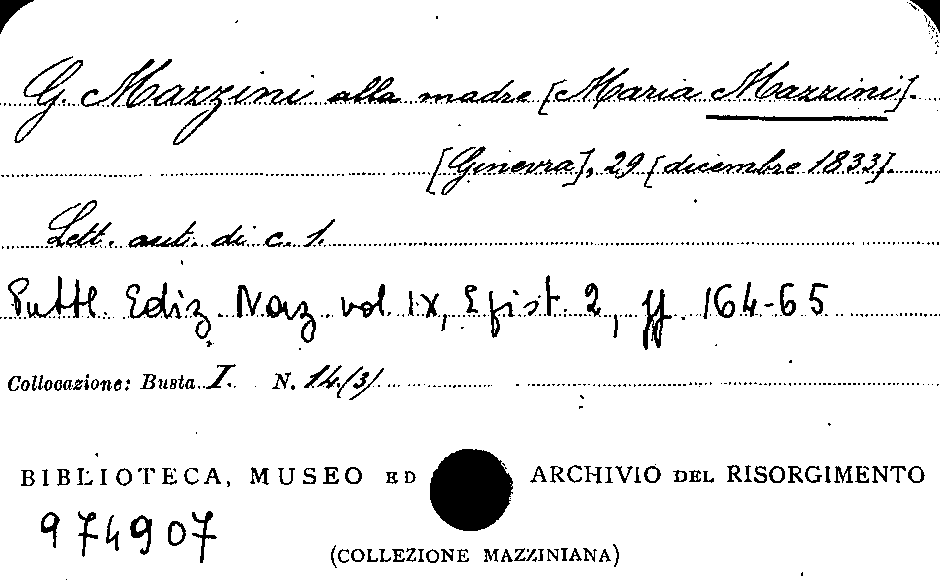 G. Mazzini alla madre [Maria Mazzini].
[Ginevra], 29 [dicembre 1833].
Lett. aut. di c. 1.
Publ. Ediz. Naz. vol. IX, Epist. 2, pp. 164-65
Collocazione: Busta I. N. 14.(3)
BIBLIOTECA, MUSEO ED ARCHIVIO DEL RISORGIMENTO
974907
(COLLEZIONE MAZZINIANA)